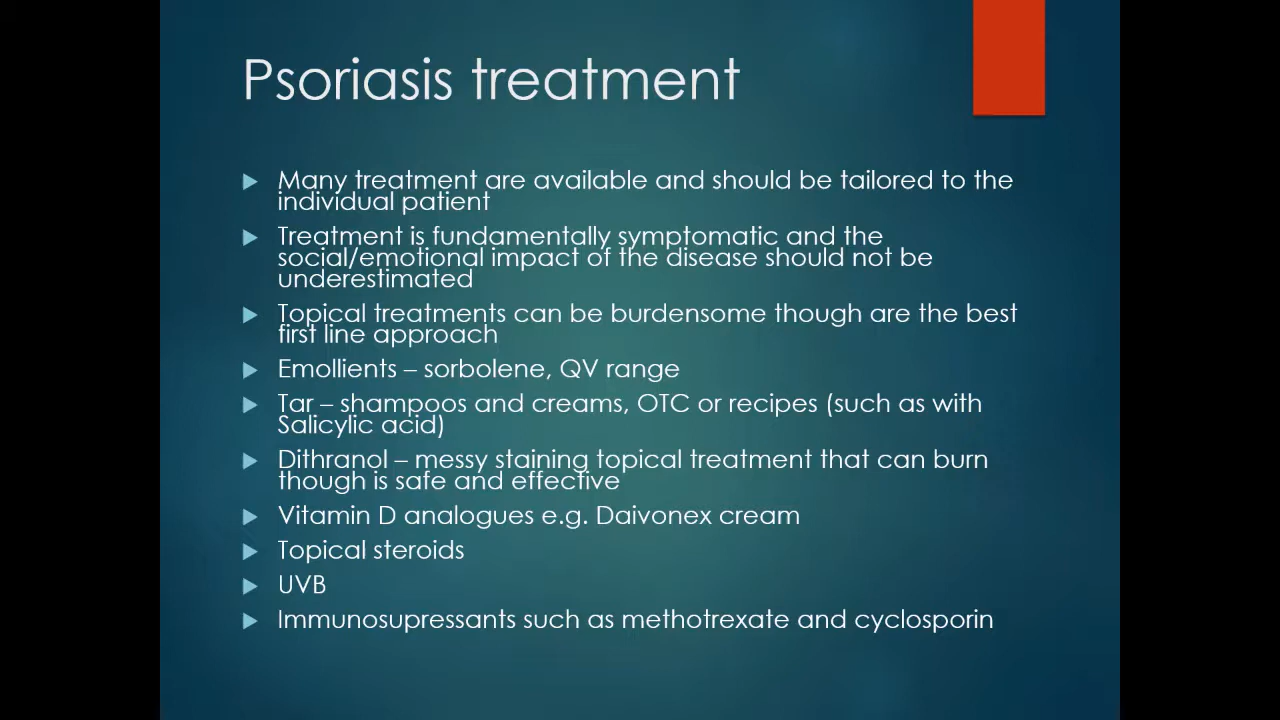 Psoriasis treatment
Many treatment are available and should be tailored to the
individual patient
Treatment is fundamentally symptomatic and the
social/emotional impact of the disease should not be
underestimated
Topical treatments can be burdensome though are the best
first line approach
Emollients – sorbolene, QV range
Tar – shampoos and creams, OTC or recipes (such as with
Salicylic acid)
Dithranol – messy staining topical treatment that can burn
though is safe and effective
Vitamin D analogues e.g. Daivonex cream
Topical steroids
UVB
Immunosupressants such as methotrexate and cyclosporin